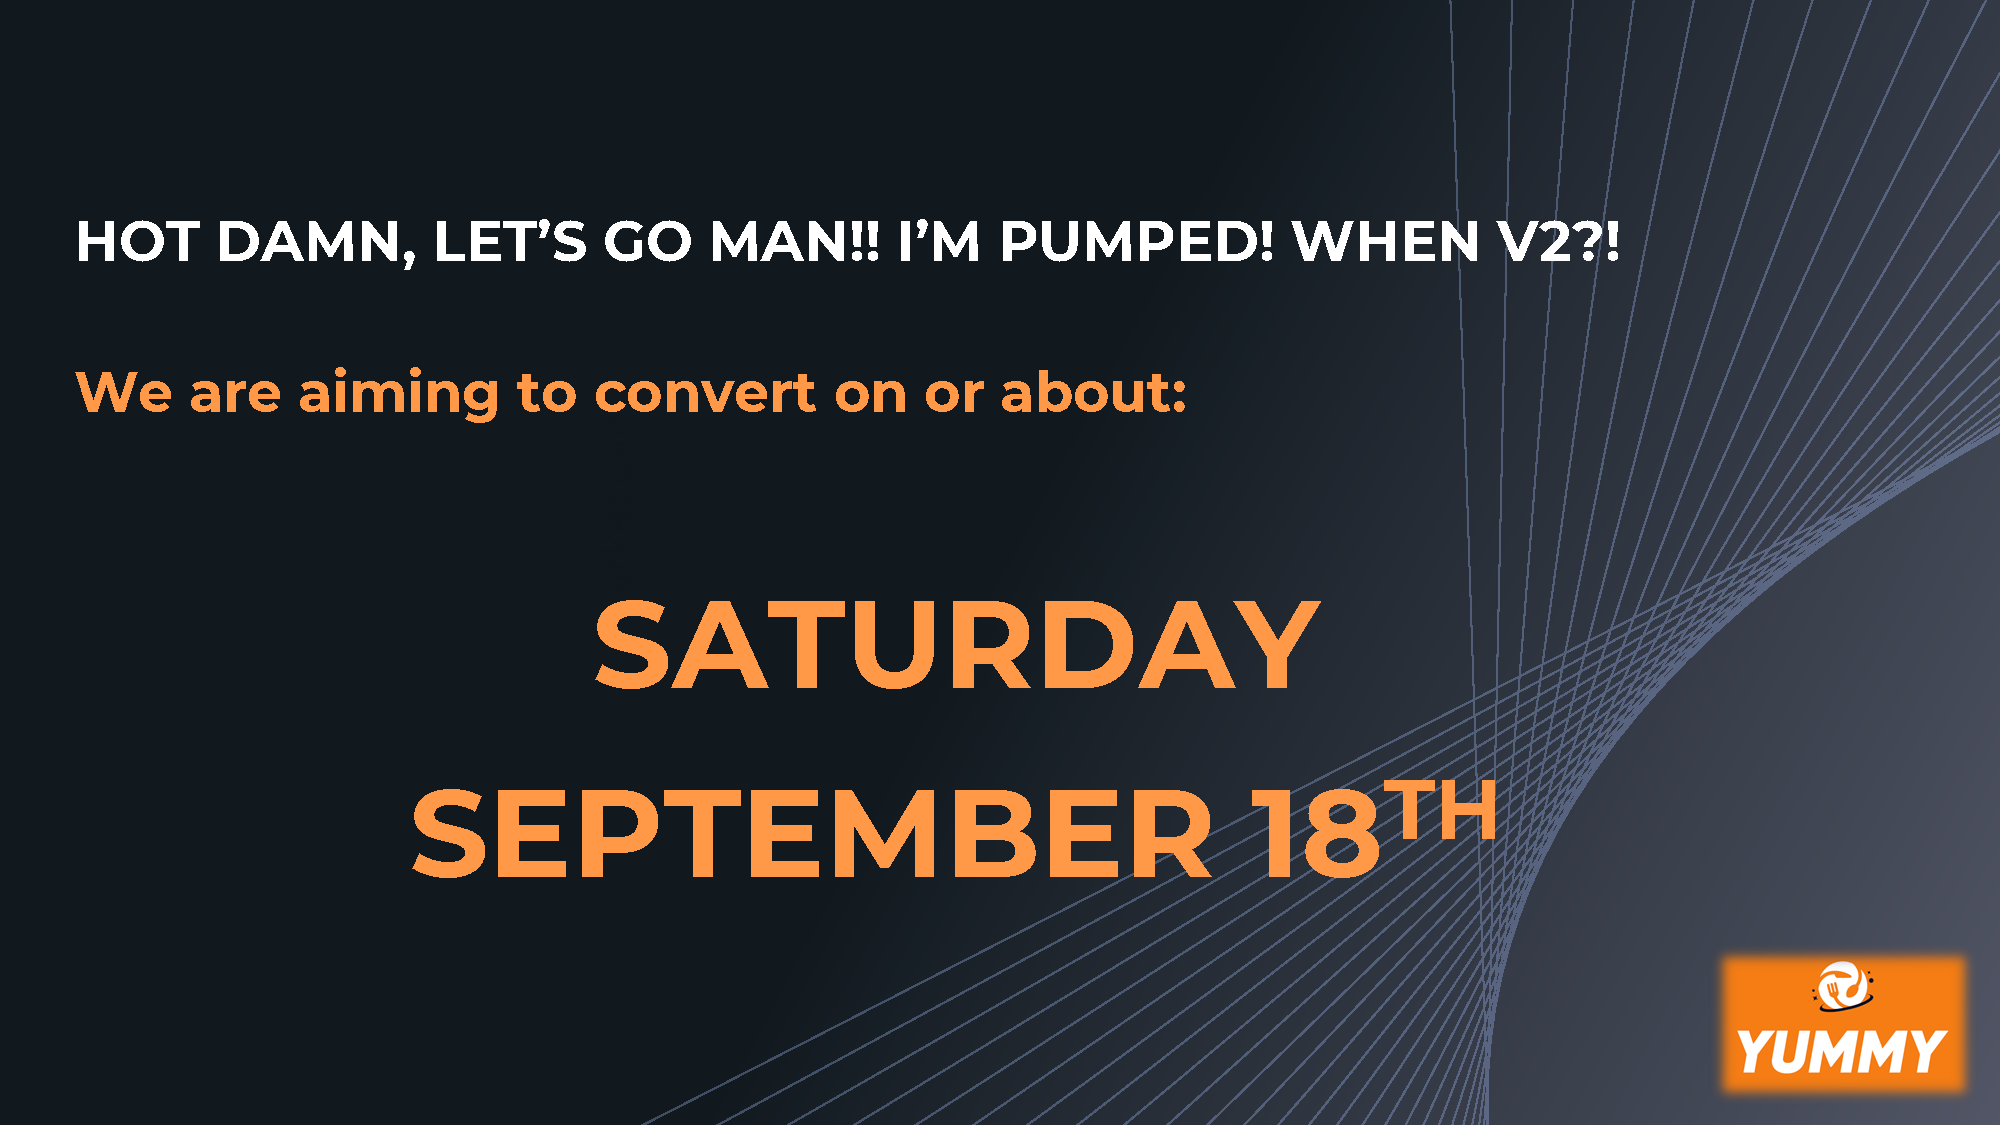 HOT DAMN, LET’S GO MAN!! I’M PUMPED! WHEN V2?!
We are aiming to convert on or about:
SATURDAY
SEPTEMBER 18TH
YUMMY